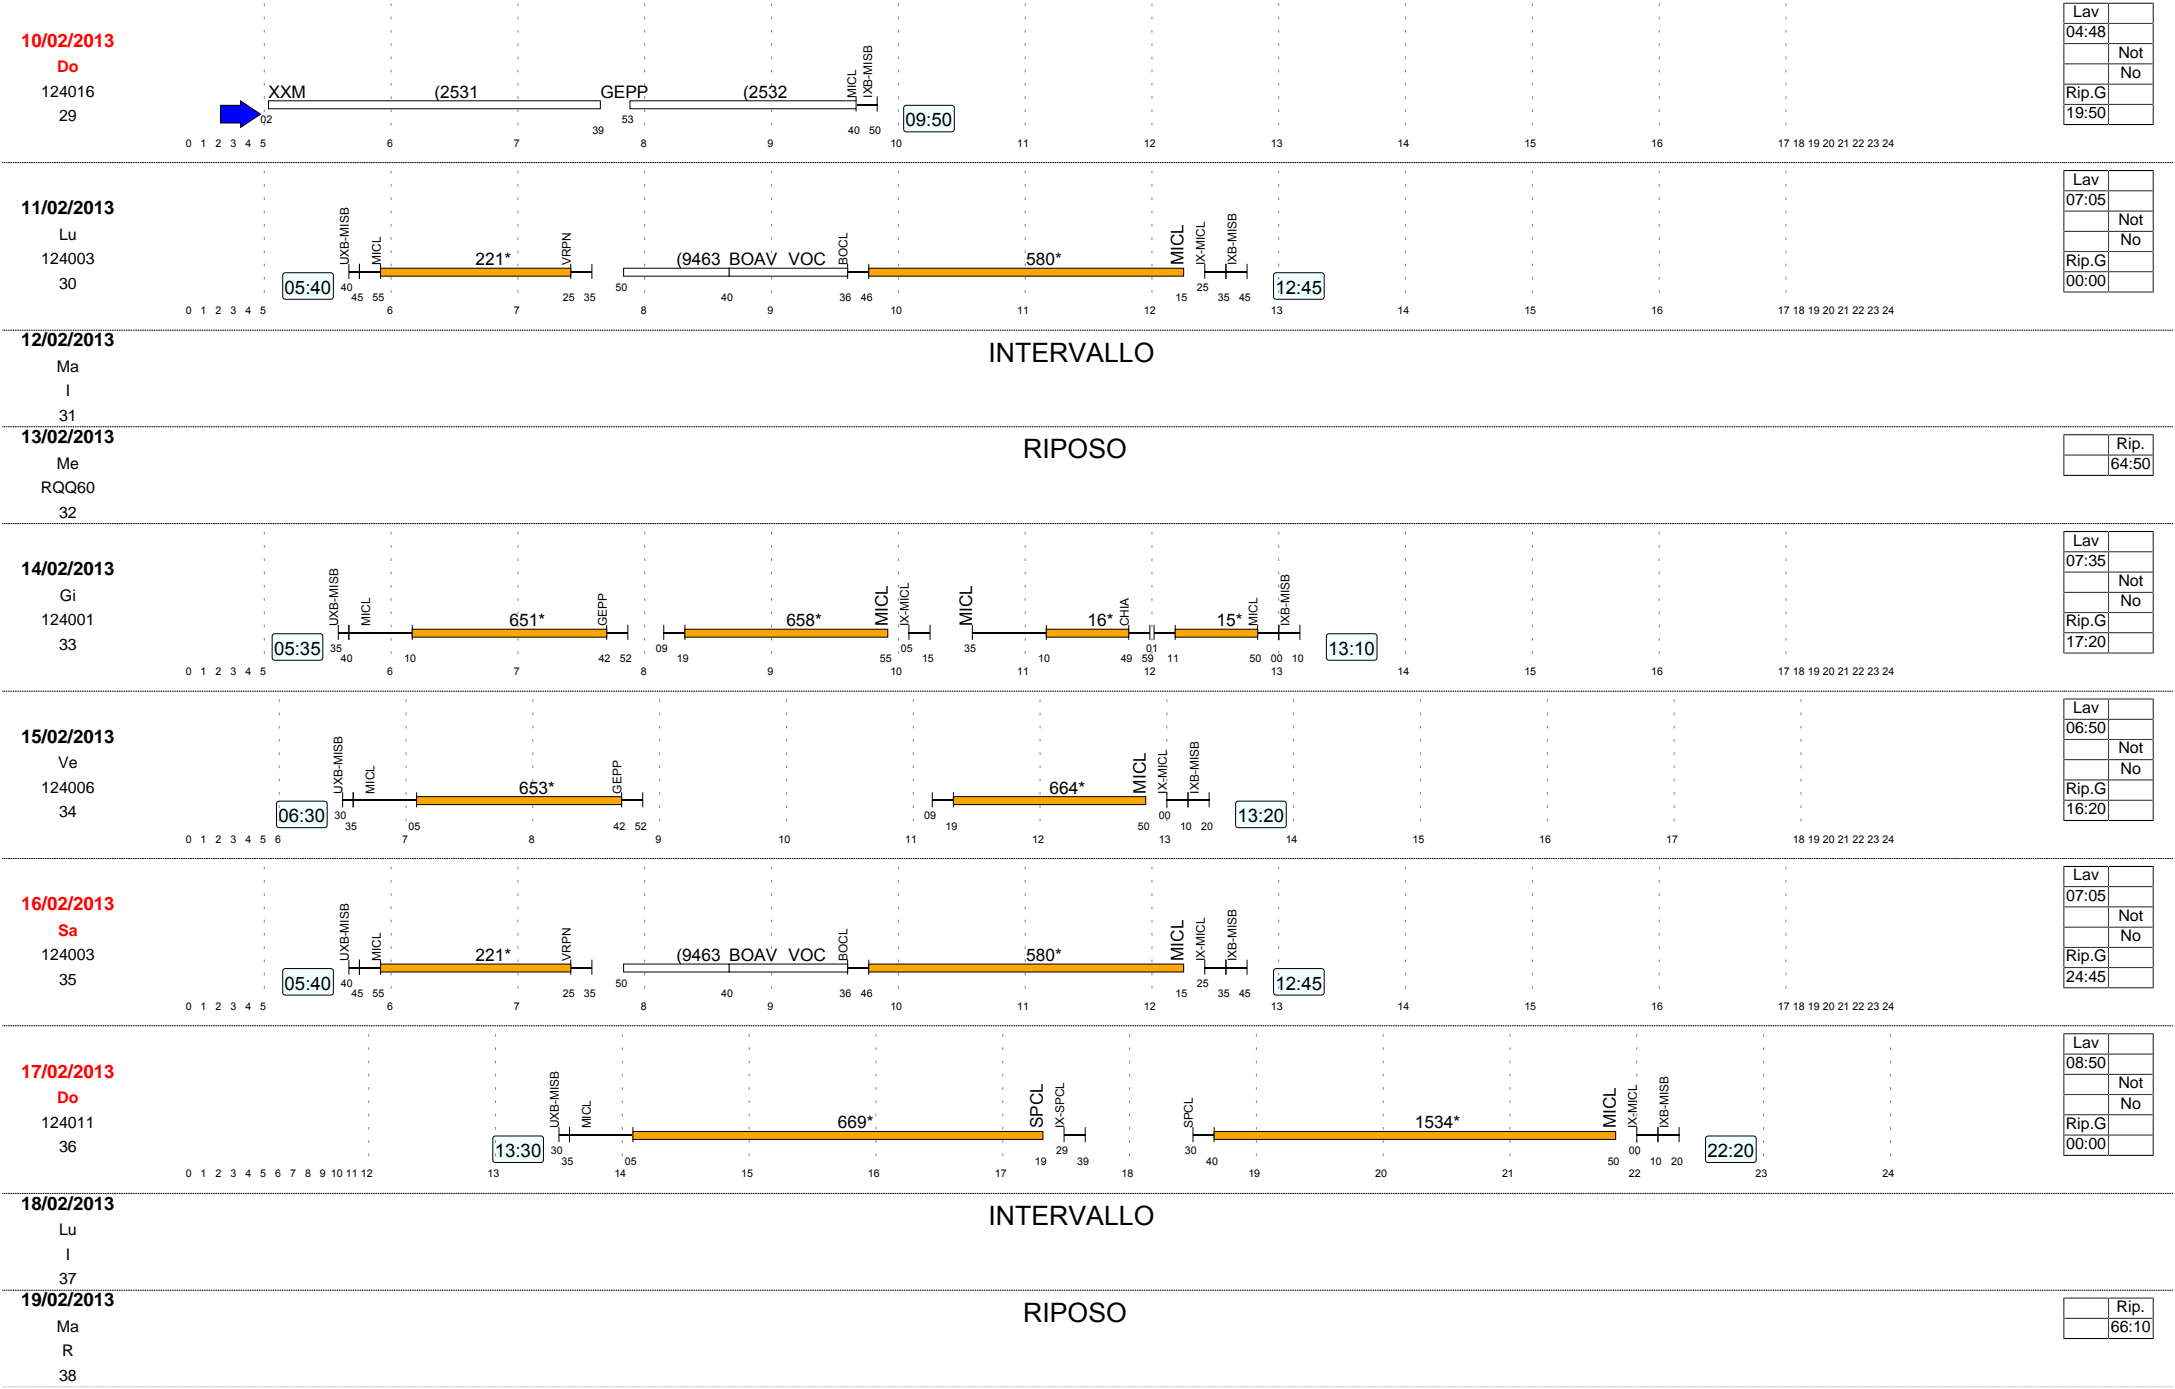 10/02/2013
Do
124016
29
XXM (2531 GEPP (2532 MICL IXB-MISB
02 39 53 40 50
09:50
0 1 2 3 4 5 6 7 8 9 10 11 12 13 14 15 16 17 18 19 20 21 22 23 24
Lav
04:48
Not
No
Rip.G
19:50
11/02/2013
Lu
124003
30
UXB-MISB MICL 221* VRPN (9463 BOAV VOC BOCL 580* MICL IX-MICL IXB-MISB
05:40
40 45 55 25 35 50 40 36 46 15 25 35 45
12:45
0 1 2 3 4 5 6 7 8 9 10 11 12 13 14 15 16 17 18 19 20 21 22 23 24
Lav
07:05
Not
No
Rip.G
00:00
12/02/2013
Ma
I
31
INTERVALLO
13/02/2013
Me
RQQ60
32
RIPOSO
Rip.
64:50
14/02/2013
Gi
124001
33
UXB-MISB MICL 651* GEPP 658* MICL IX-MICL MICL 16* CHIA 15* MICL IXB-MISB
05:35
35 40 10 42 52 09 19 55 05 15 35 10 49 59 01 11 50 00 10
13:10
0 1 2 3 4 5 6 7 8 9 10 11 12 13 14 15 16 17 18 19 20 21 22 23 24
Lav
07:35
Not
No
Rip.G
17:20
15/02/2013
Ve
124006
34
UXB-MISB MICL 653* GEPP 664* MICL IX-MICL IXB-MISB
06:30
30 35 05 42 52 09 19 50 00 10 20
13:20
0 1 2 3 4 5 6 7 8 9 10 11 12 13 14 15 16 17 18 19 20 21 22 23 24
Lav
06:50
Not
No
Rip.G
16:20
16/02/2013
Sa
124003
35
UXB-MISB MICL 221* VRPN (9463 BOAV VOC BOCL 580* MICL IX-MICL IXB-MISB
05:40
40 45 55 25 35 50 40 36 46 15 25 35 45
12:45
0 1 2 3 4 5 6 7 8 9 10 11 12 13 14 15 16 17 18 19 20 21 22 23 24
Lav
07:05
Not
No
Rip.G
24:45
17/02/2013
Do
124011
36
UXB-MISB MICL 669* SPCL IX-SPCL SPCL 1534* MICL IX-MICL IXB-MISB
13:30
30 35 05 19 29 39 30 40 50 00 10 20
22:20
0 1 2 3 4 5 6 7 8 9 10 11 12 13 14 15 16 17 18 19 20 21 22 23 24
Lav
08:50
Not
No
Rip.G
00:00
18/02/2013
Lu
I
37
INTERVALLO
19/02/2013
Ma
R
38
RIPOSO
Rip.
66:10